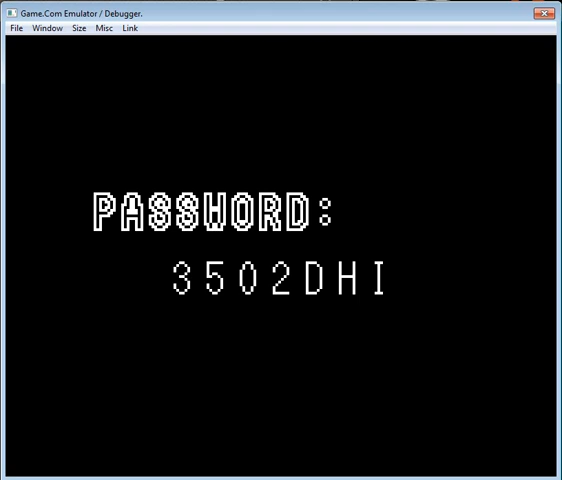 Game.Com Emulator / Debugger.
File Window Size Misc Link
PASSWORD:
3502DHI